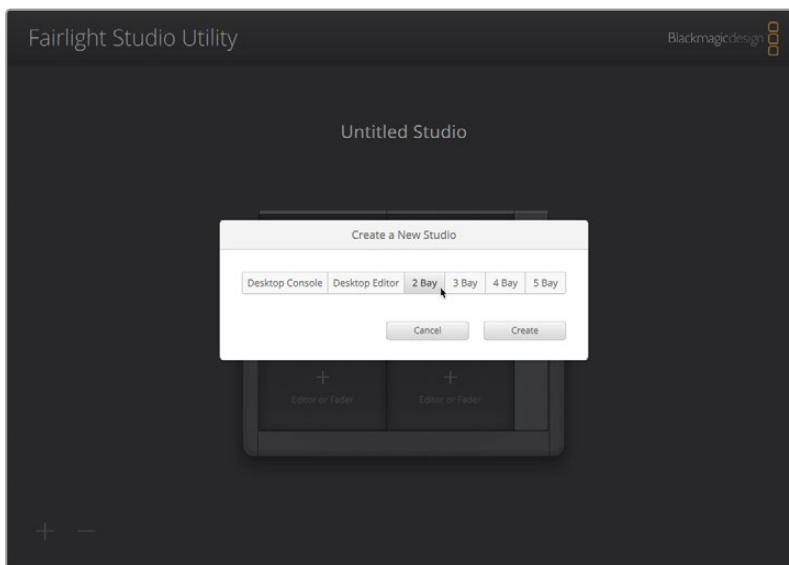 Fairlight Studio Utility
Blackmagicdesign
Untitled Studio
Create a New Studio
Desktop Console Desktop Editor 2 Bay 3 Bay 4 Bay 5 Bay
Cancel Create
+ +
Editor or Fader Editor or Fader
+ −